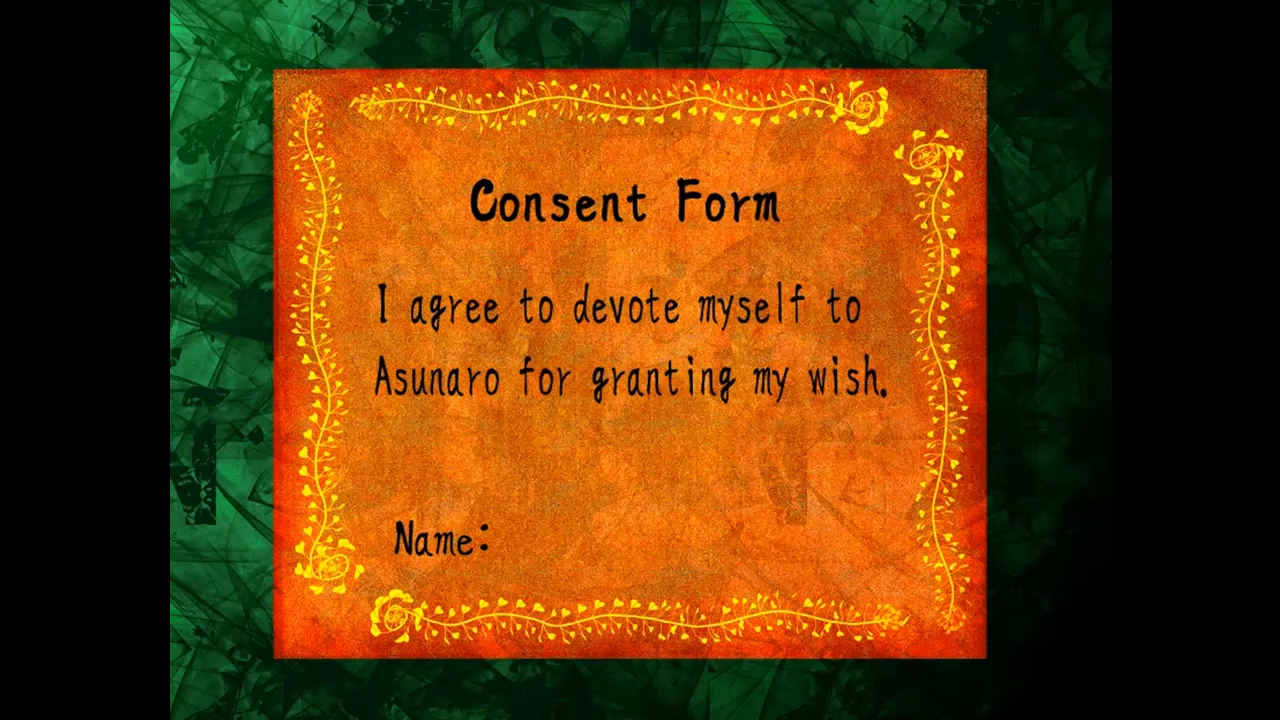 Consent Form
I agree to devote myself to
Asunaro for granting my wish.
Name: